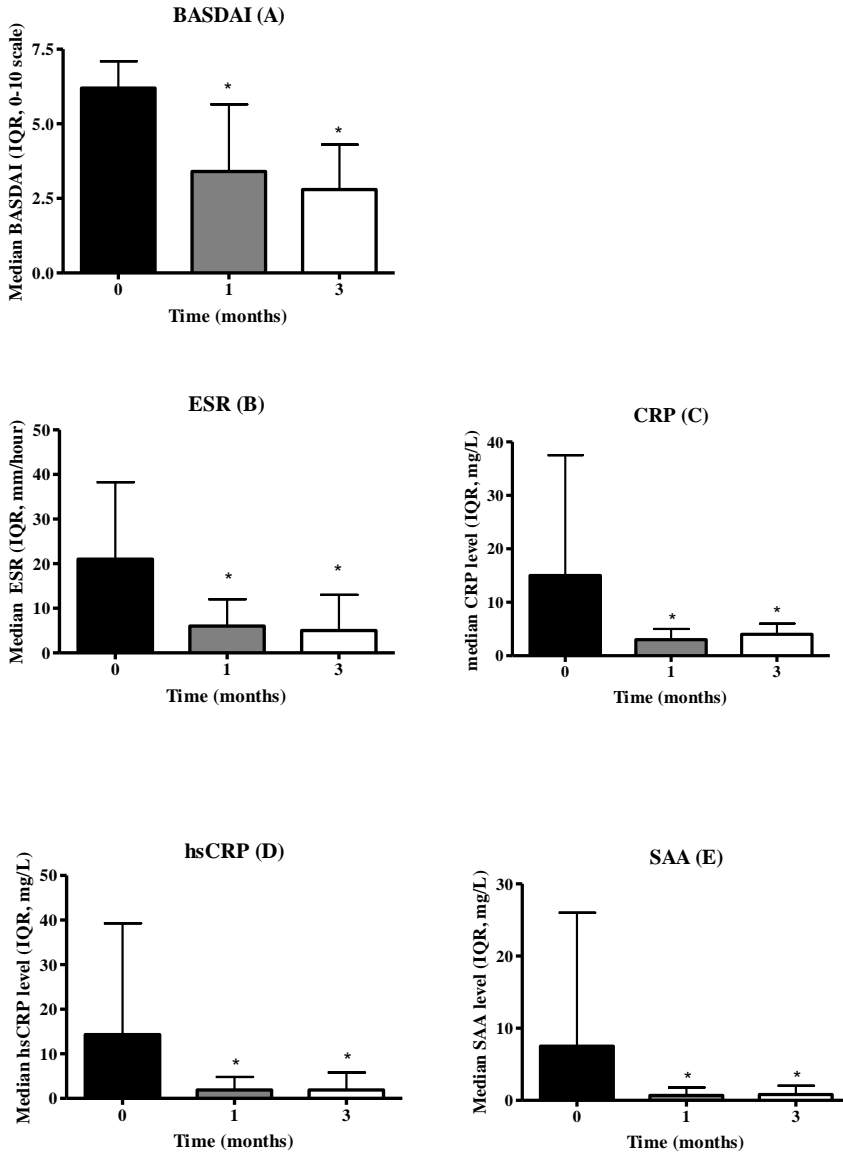 BASDAI (A)
Median BASDAI (IQR, 0-10 scale)
7.5
5.0
2.5
0.0
*
*
0 1 3
Time (months)
ESR (B)
Median ESR (IQR, mm/hour)
50
40
30
20
10
0
*
*
0 1 3
Time (months)
CRP (C)
median CRP level (IQR, mg/L)
40
30
20
10
0
*
*
0 1 3
Time (months)
hsCRP (D)
Median hsCRP level (IQR, mg/L)
50
40
30
20
10
0
*
*
0 1 3
Time (months)
SAA (E)
Median SAA level (IQR, mg/L)
30
20
10
0
*
*
0 1 3
Time (months)